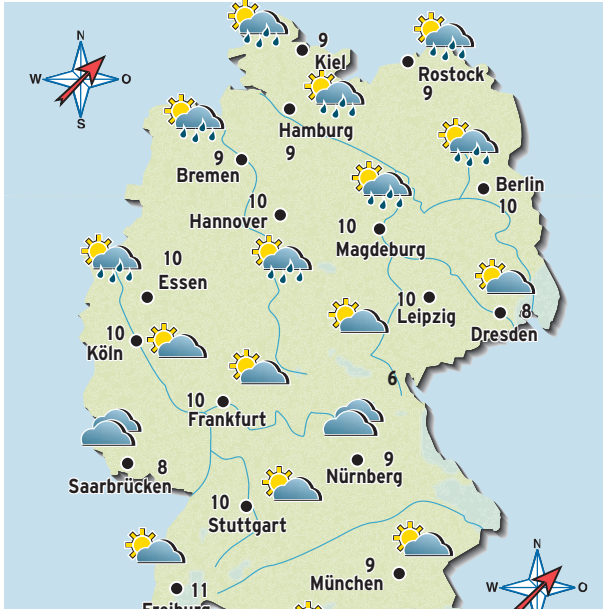 N
W O
S
9
Kiel
Rostock
9
Hamburg
9
9
Bremen
Berlin
10
10
Hannover
10
Magdeburg
10
Essen
10
Leipzig
8
Dresden
10
Köln
6
10
Frankfurt
8
Saarbrücken
9
Nürnberg
10
Stuttgart
9
München
11
Freiburg
N
W O